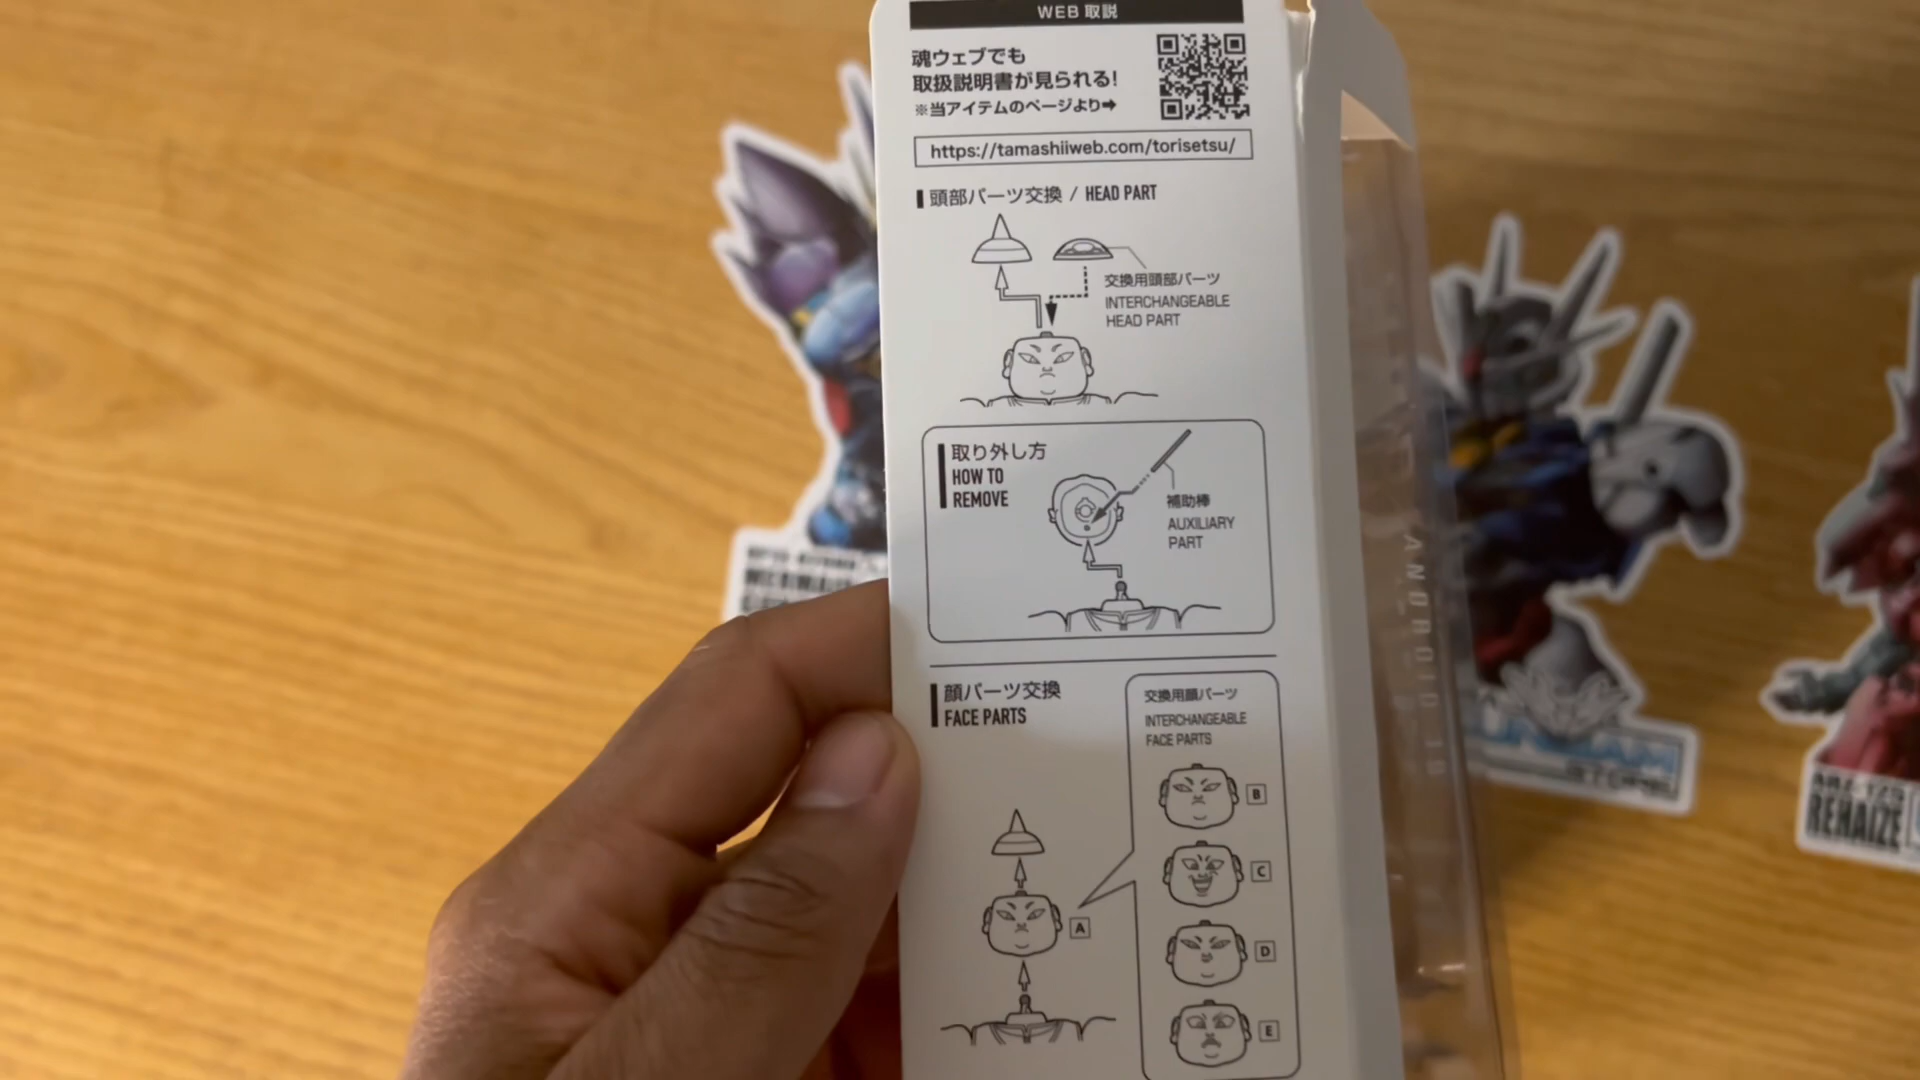 WEB 取説
魂ウェブでも
取扱説明書が見られる!
※当アイテムのページより➡
https://tamashiiweb.com/torisetsu/
頭部パーツ交換 / HEAD PART
交換用頭部パーツ
INTERCHANGEABLE
HEAD PART
取り外し方
HOW TO
REMOVE
補助棒
AUXILIARY
PART
顔パーツ交換
FACE PARTS
交換用顔パーツ
INTERCHANGEABLE
FACE PARTS
B
C
A
D
E
ANDROID 19
REHAIZE